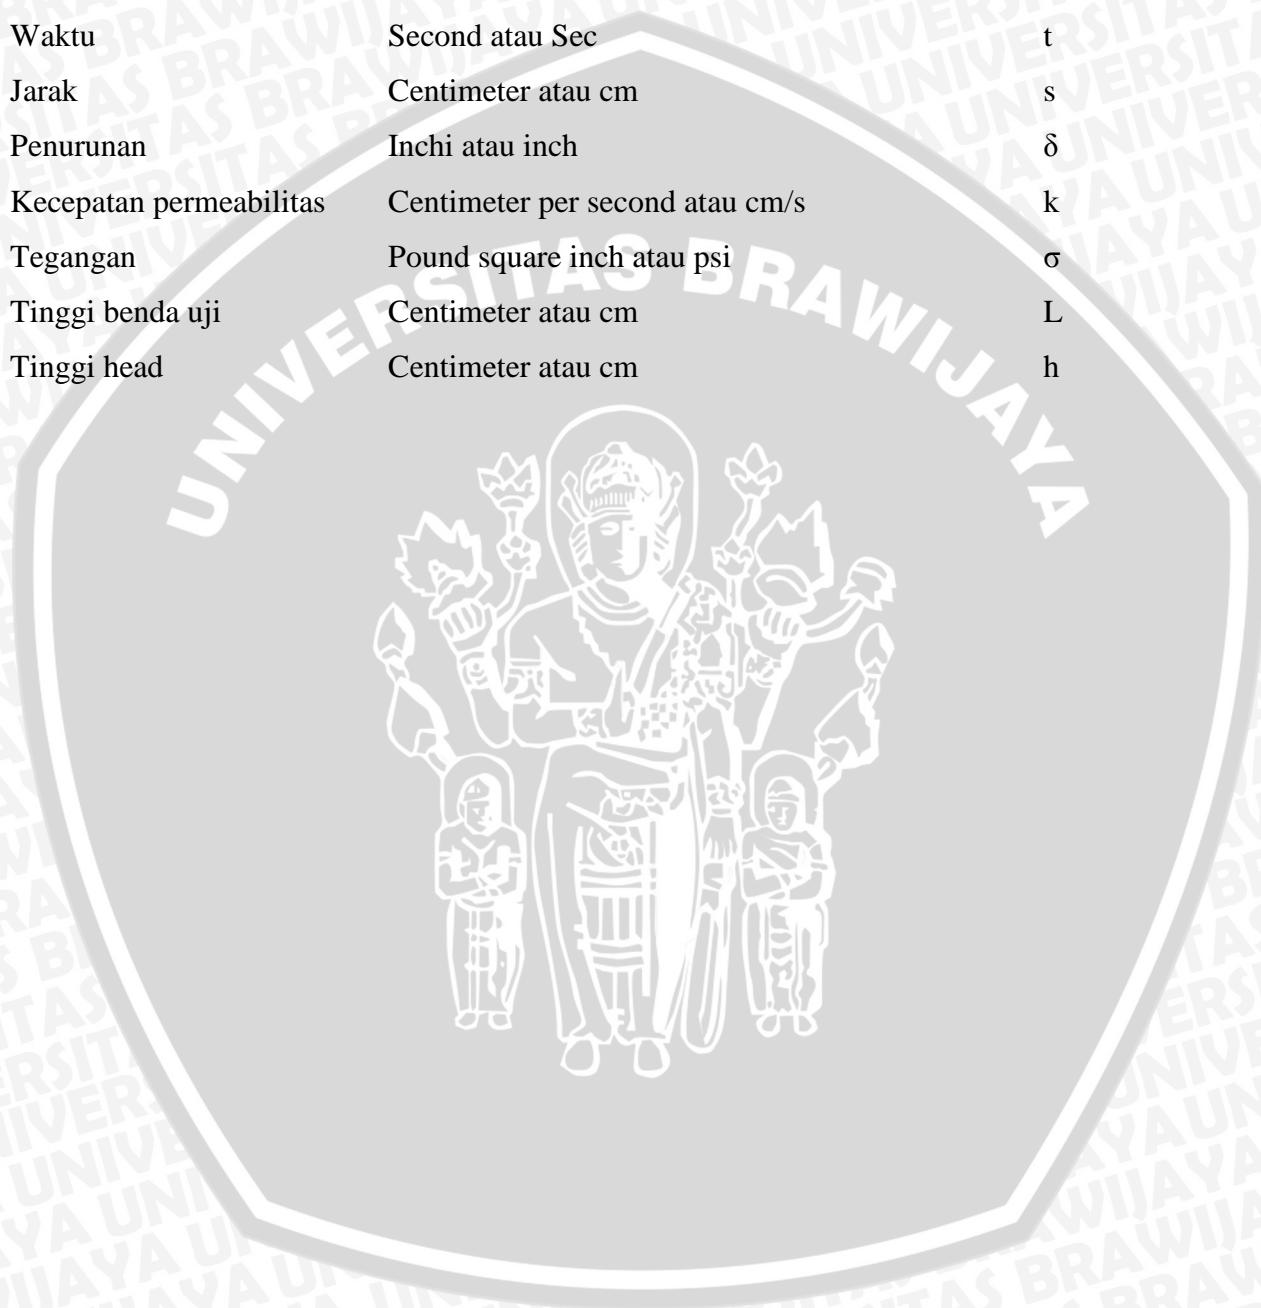 Waktu Second atau Sec t
Jarak Centimeter atau cm s
Penurunan Inchi atau inch δ
Kecepatan permeabilitas Centimeter per second atau cm/s k
Tegangan Pound square inch atau psi σ
Tinggi benda uji Centimeter atau cm L
Tinggi head Centimeter atau cm h
UNIVERSITAS BRAWIJAYA